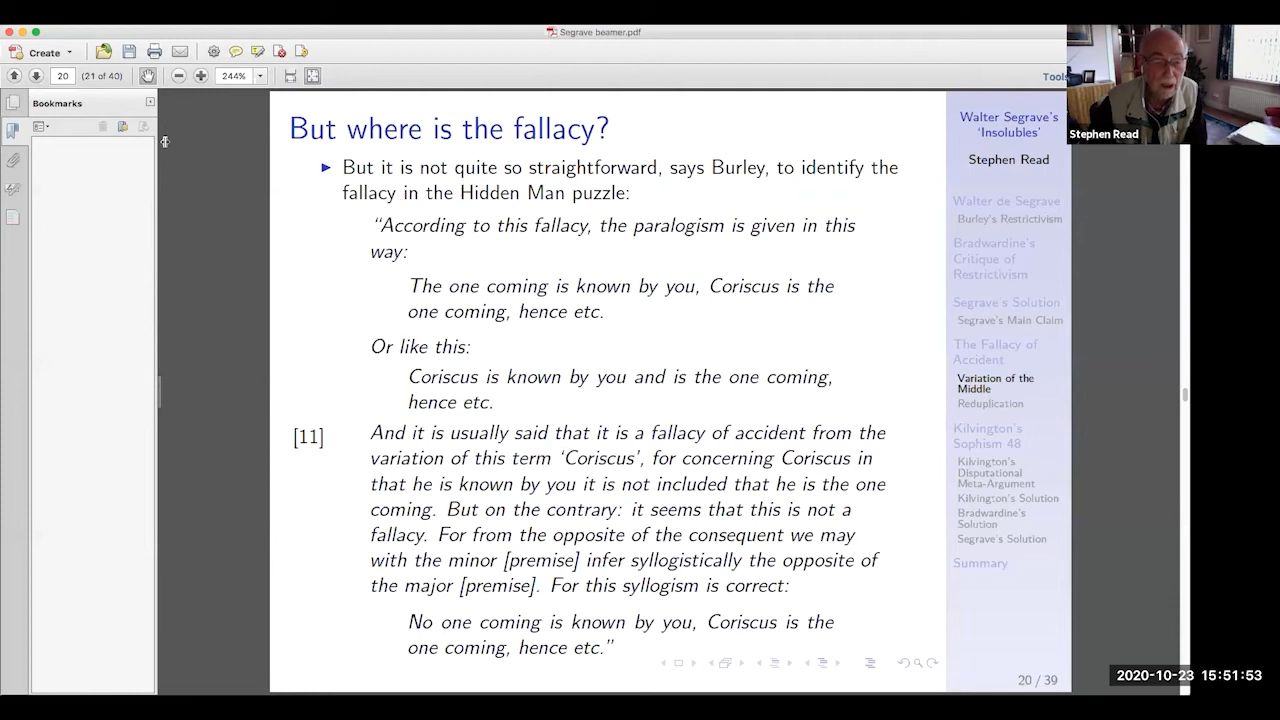 Segrave beamer.pdf
Create
20 (21 of 40) 244% Tools
Bookmarks
But where is the fallacy?
But it is not quite so straightforward, says Burley, to identify the
fallacy in the Hidden Man puzzle:
“According to this fallacy, the paralogism is given in this
way:
The one coming is known by you, Coriscus is the
one coming, hence etc.
Or like this:
Coriscus is known by you and is the one coming,
hence etc.
[11] And it is usually said that it is a fallacy of accident from the
variation of this term ‘Coriscus’, for concerning Coriscus in
that he is known by you it is not included that he is the one
coming. But on the contrary: it seems that this is not a
fallacy. For from the opposite of the consequent we may
with the minor [premise] infer syllogistically the opposite of
the major [premise]. For this syllogism is correct:
No one coming is known by you, Coriscus is the
one coming, hence etc.”
Walter Segrave's
‘Insolubles’
Stephen Read
Walter de Segrave
Burley's Restrictivism
Bradwardine's
Critique of
Restrictivism
Segrave's Solution
Segrave's Main Claim
The Fallacy of
Accident
Variation of the
Middle
Reduplication
Kilvington's
Sophism 48
Kilvington's
Disputational
Meta-Argument
Kilvington's Solution
Bradwardine's
Solution
Segrave's Solution
Summary
20 / 39
Stephen Read
2020-10-23 15:51:53